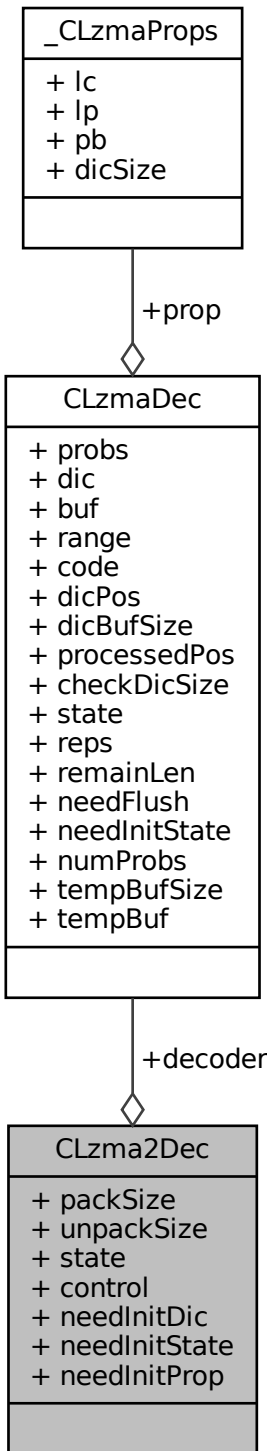 _CLzmaProps
+ lc
+ lp
+ pb
+ dicSize
+prop
CLzmaDec
+ probs
+ dic
+ buf
+ range
+ code
+ dicPos
+ dicBufSize
+ processedPos
+ checkDicSize
+ state
+ reps
+ remainLen
+ needFlush
+ needInitState
+ numProbs
+ tempBufSize
+ tempBuf
+decoder
CLzma2Dec
+ packSize
+ unpackSize
+ state
+ control
+ needInitDic
+ needInitState
+ needInitProp